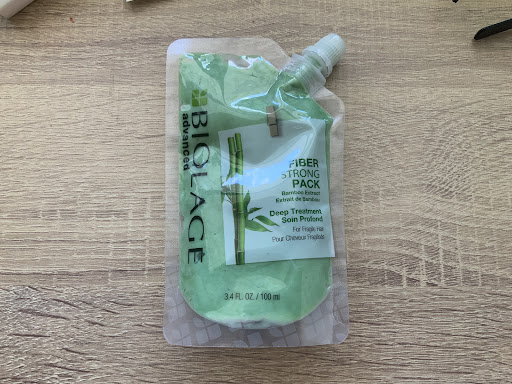 BIOLAGE
advanced
FIBER
STRONG
PACK
Bamboo Extract
Extrait de Bambou
Deep Treatment
Soin Profond
For Fragile Hair
Pour Cheveux Fragilisés
3.4 FL. OZ. / 100 ml